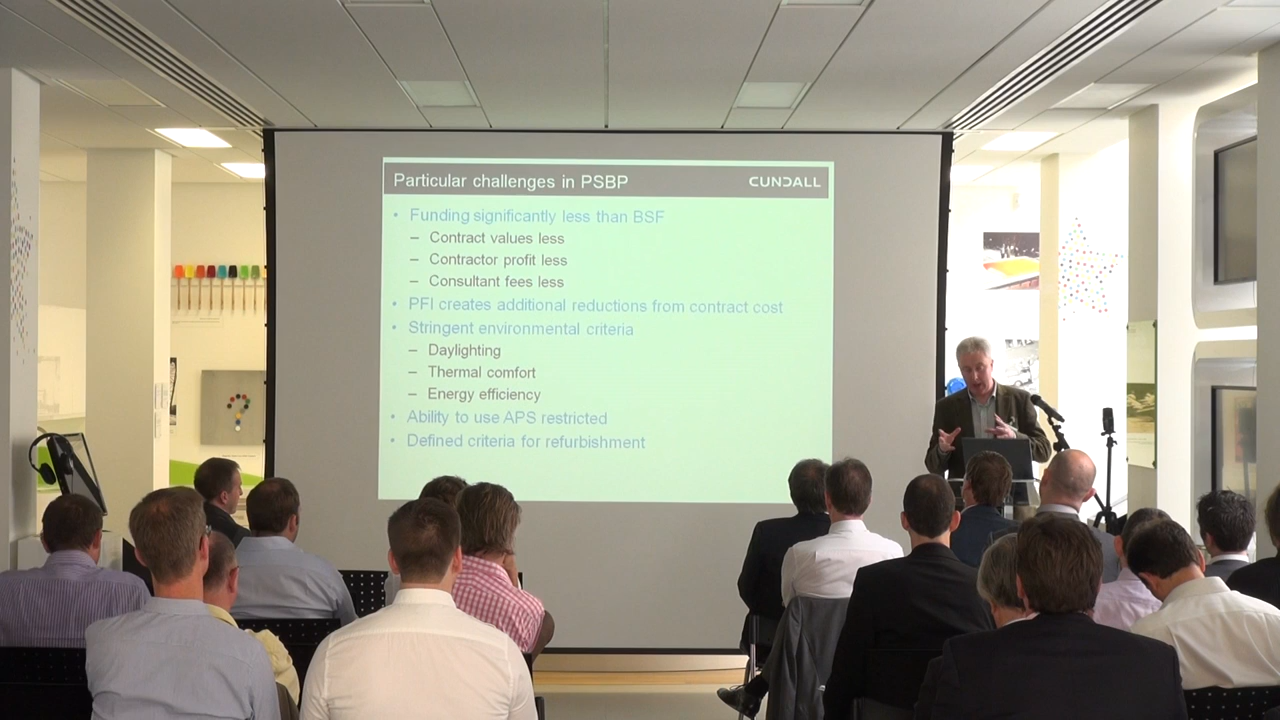 Particular challenges in PSBP CUNDALL
• Funding significantly less than BSF
– Contract values less
– Contractor profit less
– Consultant fees less
• PFI creates additional reductions from contract cost
• Stringent environmental criteria
– Daylighting
– Thermal comfort
– Energy efficiency
• Ability to use APS restricted
• Defined criteria for refurbishment